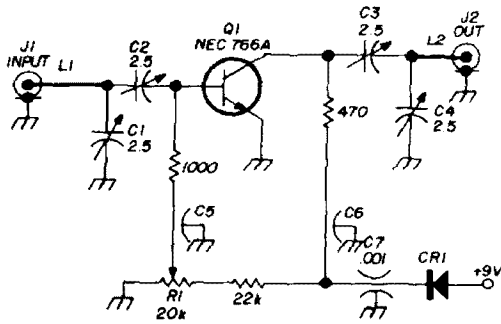 J1
INPUT
L1
C2
2.5
Q1
NEC 766A
C3
2.5
L2
J2
OUT
C1
2.5
1000
470
C4
2.5
C5
C6
C7
.001
CR1
+9V
R1
20k
22k